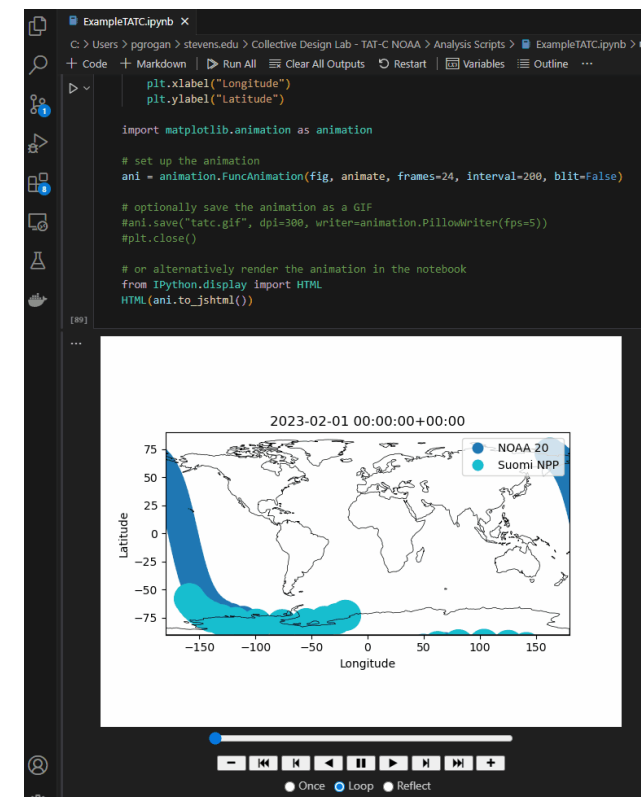 ExampleTATC.ipynb ×
C: > Users > pgrogan > stevens.edu > Collective Design Lab - TAT-C NOAA > Analysis Scripts > ExampleTATC.ipynb >
+ Code + Markdown | Run All Clear All Outputs Restart | Variables Outline ...
plt.xlabel("Longitude")
plt.ylabel("Latitude")
import matplotlib.animation as animation
# set up the animation
ani = animation.FuncAnimation(fig, animate, frames=24, interval=200, blit=False)
# optionally save the animation as a GIF
#ani.save("tatc.gif", dpi=300, writer=animation.PillowWriter(fps=5))
#plt.close()
# or alternatively render the animation in the notebook
from IPython.display import HTML
HTML(ani.to_jshtml())
[89]
1
8
...
2023-02-01 00:00:00+00:00
NOAA 20
Suomi NPP
75
50
25
0
−25
−50
−75
Latitude
−150 −100 −50 0 50 100 150
Longitude
Once Loop Reflect